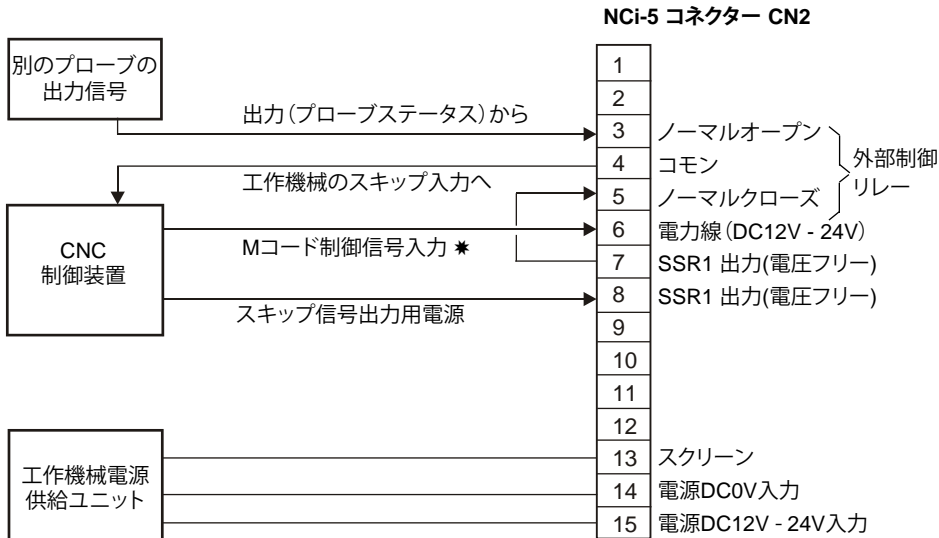 NCi-5 コネクター CN2
別のプローブの
出力信号
出力(プローブステータス)から
工作機械のスキップ入力へ
CNC
制御装置
Mコード制御信号入力 ✷
スキップ信号出力用電源
工作機械電源
供給ユニット
1
2
3 ノーマルオープン
4 コモン
5 ノーマルクローズ
6 電力線(DC12V - 24V)
7 SSR1 出力(電圧フリー)
8 SSR1 出力(電圧フリー)
9
10
11
12
13 スクリーン
14 電源DC0V入力
15 電源DC12V - 24V入力
外部制御
リレー